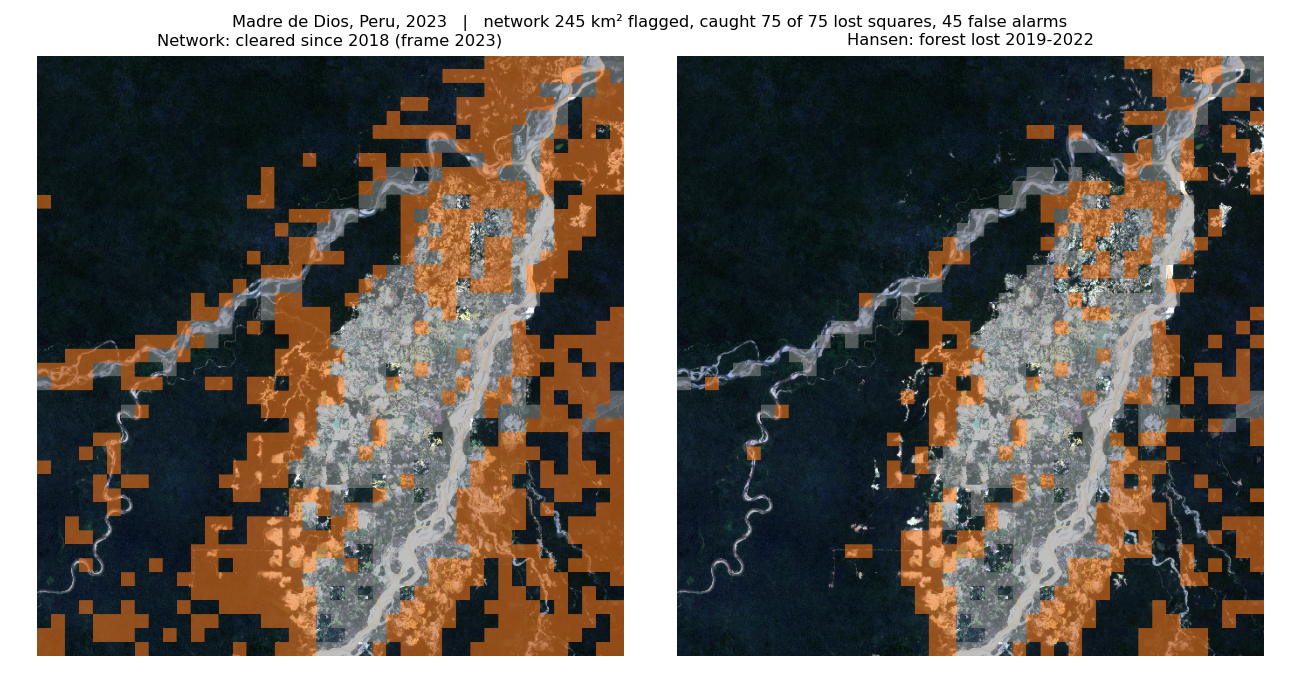 Madre de Dios, Peru, 2023 | network 245 km² flagged, caught 75 of 75 lost squares, 45 false alarms
Network: cleared since 2018 (frame 2023)
Hansen: forest lost 2019-2022